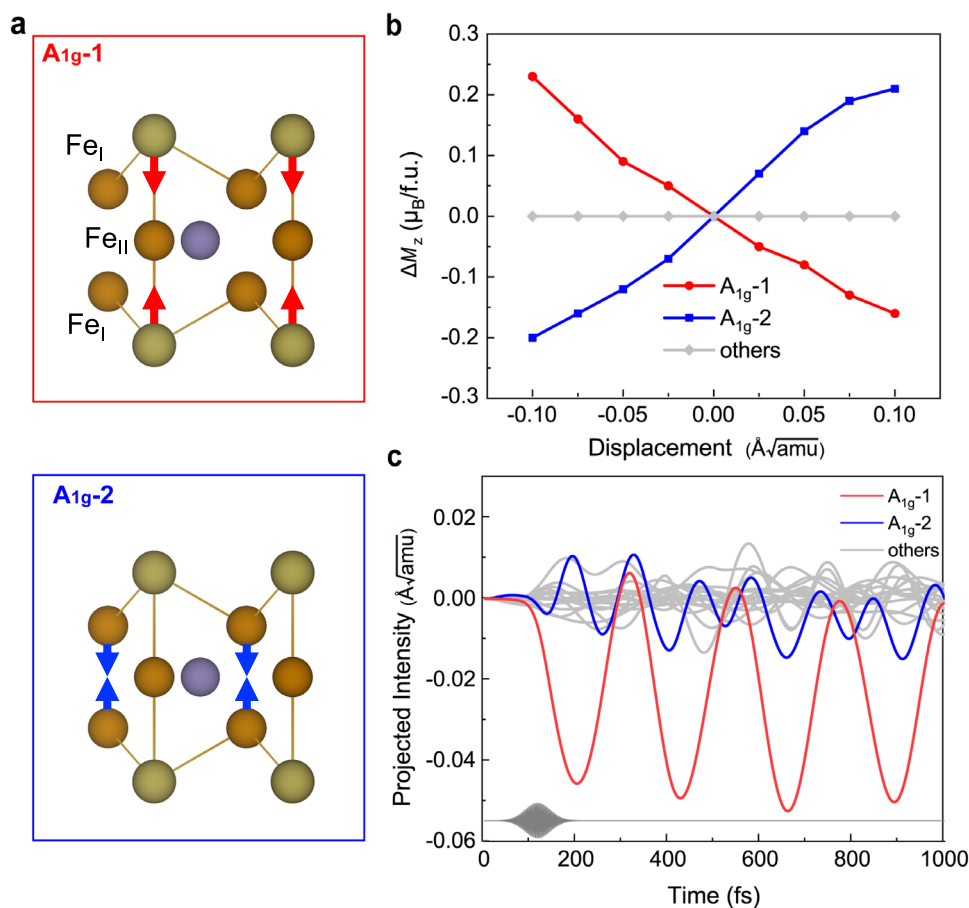 a
A1g-1
FeI
FeII
FeI
A1g-2
b
0.3
0.2
0.1
0.0
-0.1
-0.2
-0.3
ΔMz (μB/f.u.)
A1g-1
A1g-2
others
-0.10 -0.05 0.00 0.05 0.10
Displacement (Å√amu)
c
0.02
0.00
-0.02
-0.04
-0.06
Projected Intensity (Å√amu)
A1g-1
A1g-2
others
0 200 400 600 800 1000
Time (fs)